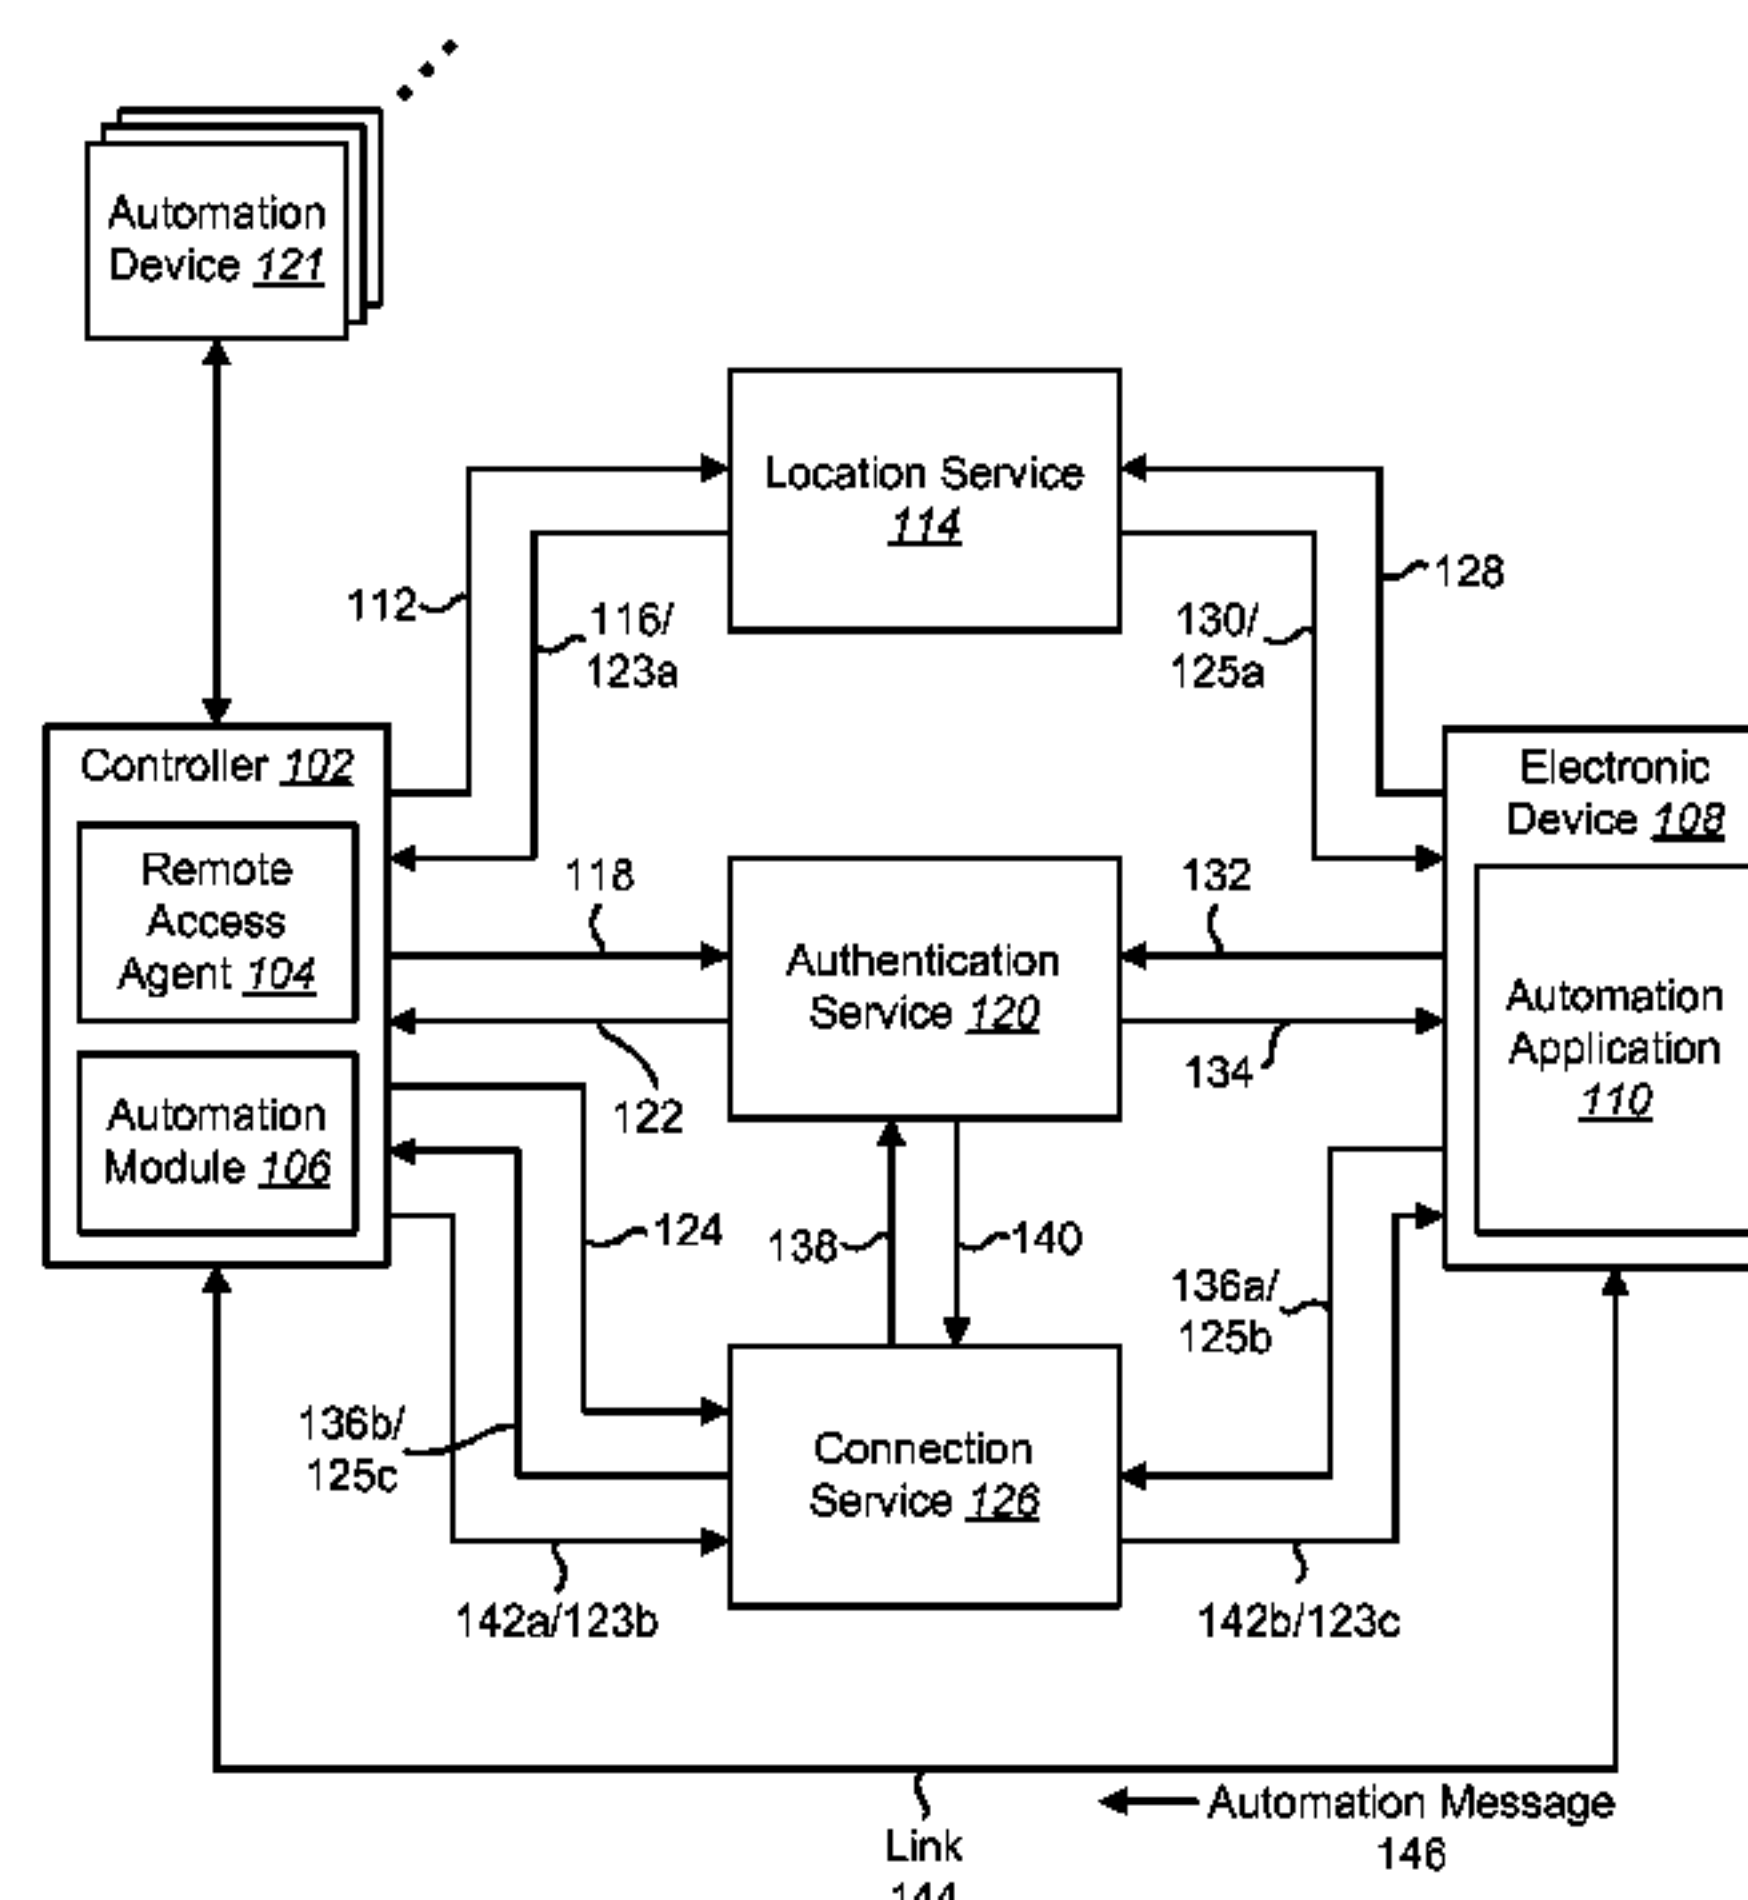 Automation
Device 121
Location Service
114
112
116/
123a
130/
125a
128
Controller 102
Remote
Access
Agent 104
Automation
Module 106
Electronic
Device 108
Automation
Application
110
118
132
Authentication
Service 120
122
134
124
138
140
136a/
125b
136b/
125c
Connection
Service 126
142a/123b
142b/123c
Automation Message
146
Link
144